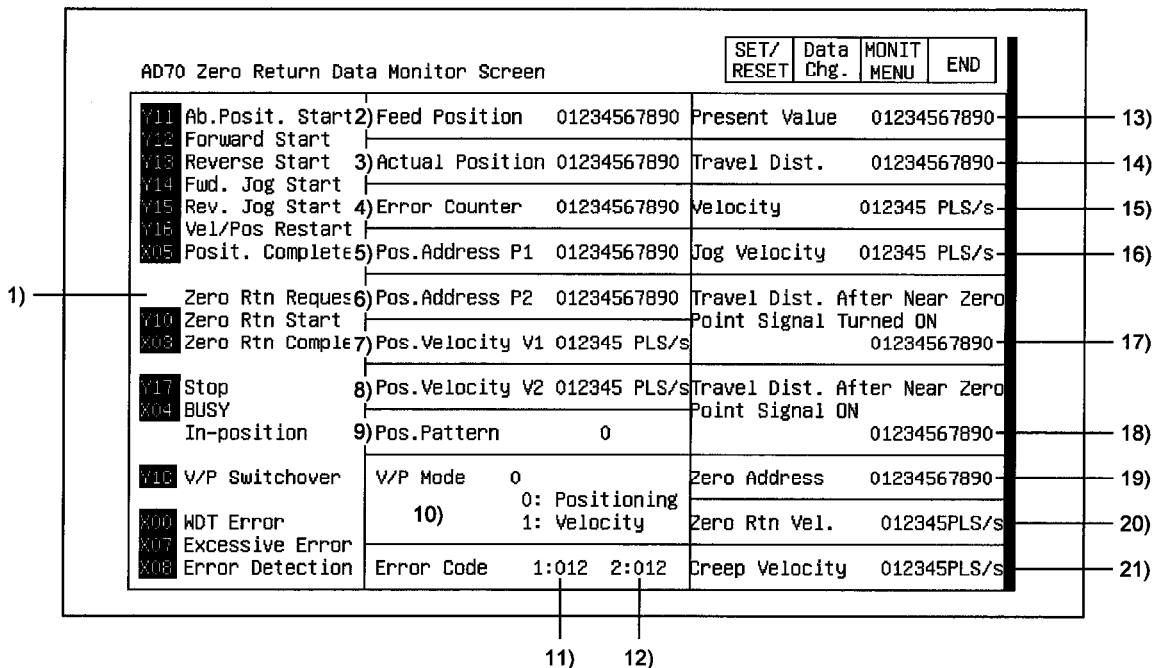 AD70 Zero Return Data Monitor Screen
SET/ RESET
Data Chg.
MONIT MENU
END
1)
Y11 Ab.Posit. Start
Y12 Forward Start
Y13 Reverse Start
Y14 Fwd. Jog Start
Y15 Rev. Jog Start
Y16 Vel/Pos Restart
X05 Posit. Complete
Zero Rtn Reques
Y10 Zero Rtn Start
X03 Zero Rtn Comple
Y17 Stop
X04 BUSY
In-position
V/P Switchover
X00 WDT Error
X07 Excessive Error
Error Detection
2) Feed Position 01234567890
3) Actual Position 01234567890
4) Error Counter 01234567890
5) Pos.Address P1 01234567890
6) Pos.Address P2 01234567890
7) Pos.Velocity V1 012345 PLS/s
8) Pos.Velocity V2 012345 PLS/s
9) Pos.Pattern 0
V/P Mode 0
0: Positioning
10) 1: Velocity
Error Code 1:012 2:012
11) 12)
Present Value 01234567890 13)
Travel Dist. 01234567890 14)
Velocity 012345 PLS/s 15)
Jog Velocity 012345 PLS/s 16)
Travel Dist. After Near Zero
Point Signal Turned ON
01234567890 17)
Travel Dist. After Near Zero
Point Signal ON
01234567890 18)
Zero Address 01234567890 19)
Zero Rtn Vel. 012345PLS/s 20)
Creep Velocity 012345PLS/s 21)